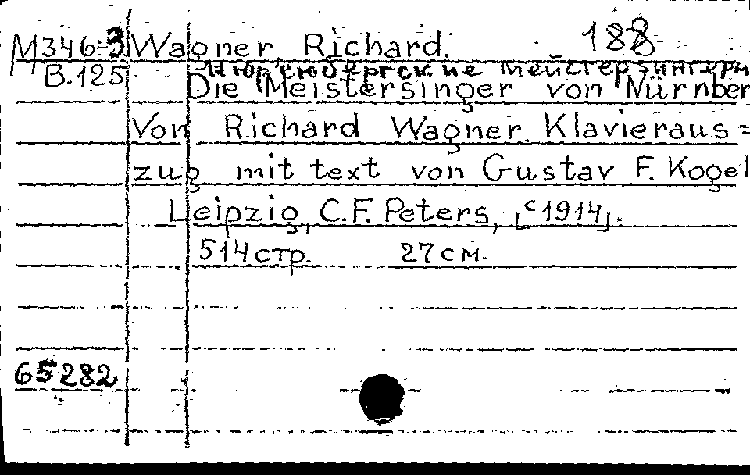 M346-3 Wagner, Richard. 188
B.125 Нюрнбергские мейстерзингеры
Die Meistersinger von Nürnber
Von Richard Wagner. Klavieraus=
zug mit text von Gustav F. Kogel
Leipzig, C.F. Peters, [c1914].
514 стр. 27 см.
65282